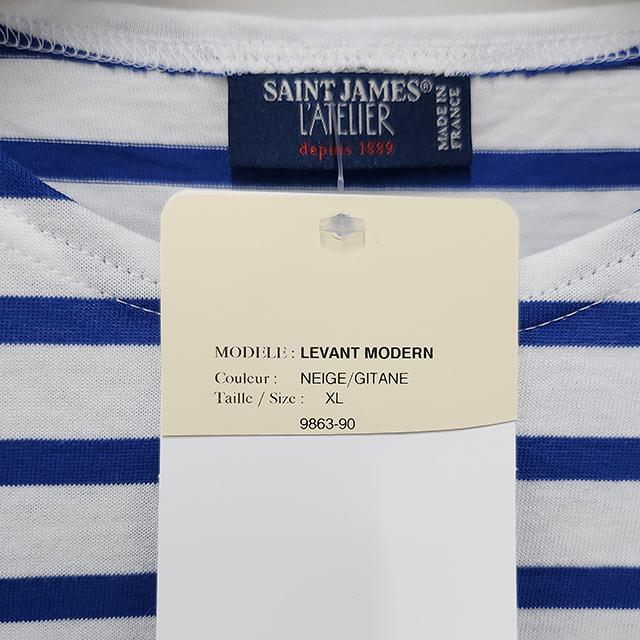 SAINT JAMES®
L'ATELIER
depuis 1889
MADE IN
FRANCE
MODELE : LEVANT MODERN
Couleur : NEIGE/GITANE
Taille / Size : XL
9863-90